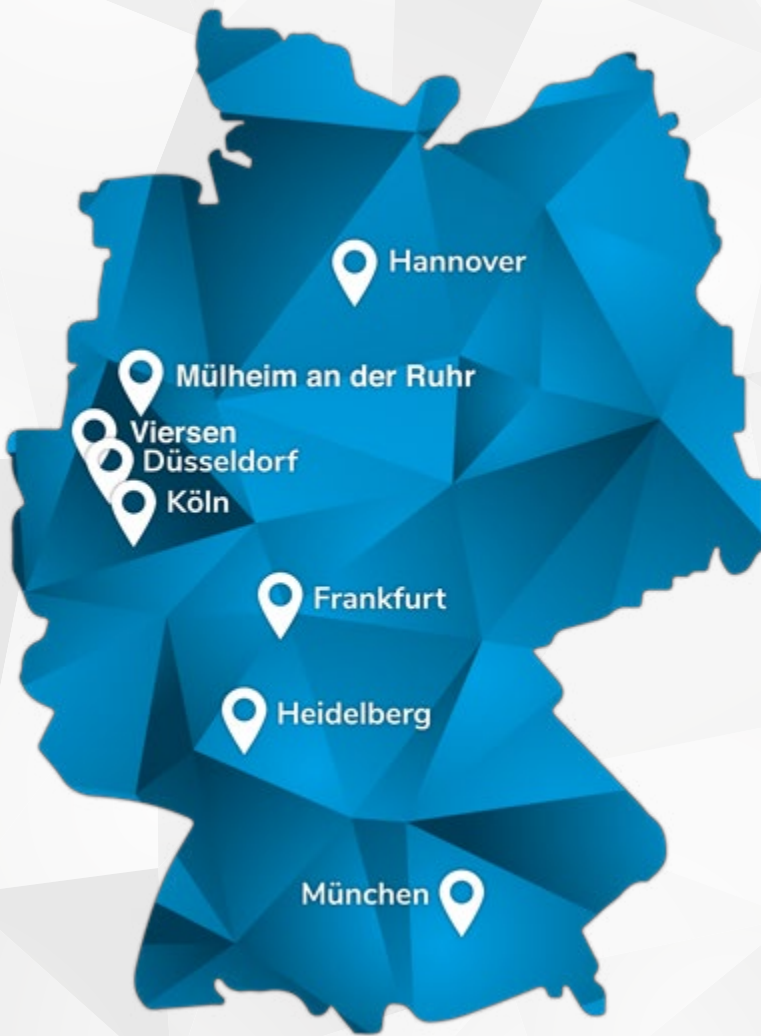 Hannover
Mülheim an der Ruhr
Viersen
Düsseldorf
Köln
Frankfurt
Heidelberg
München